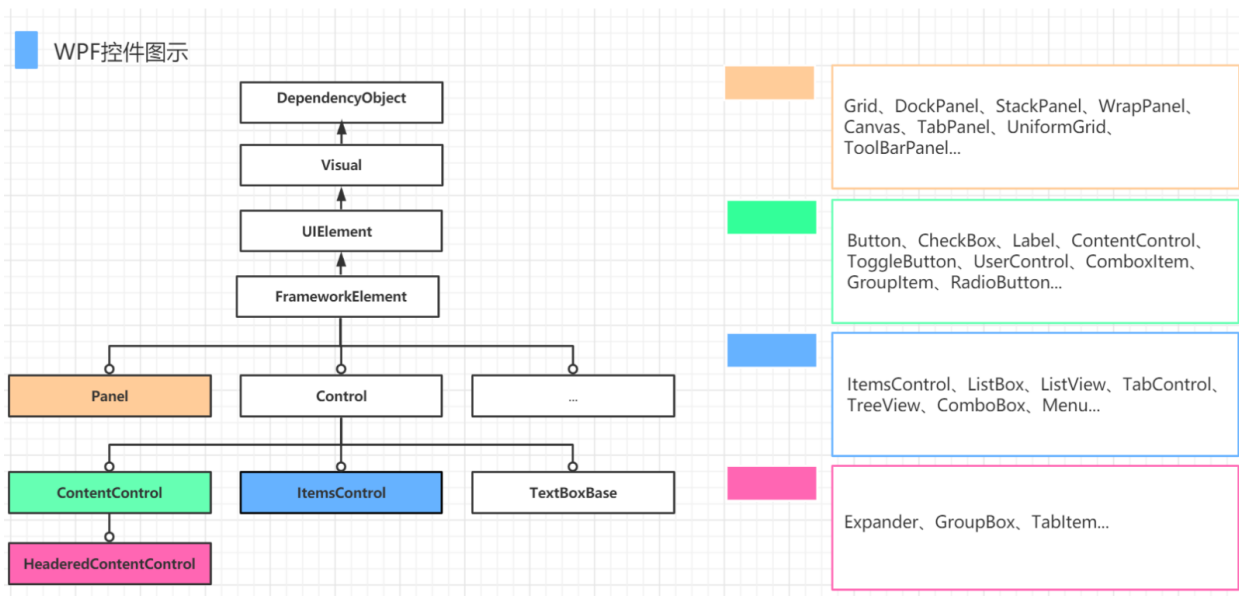 WPF控件图示
DependencyObject
Visual
UIElement
FrameworkElement
Panel
Control
...
ContentControl
ItemsControl
TextBoxBase
HeaderedContentControl
Grid、DockPanel、StackPanel、WrapPanel、
Canvas、TabPanel、UniformGrid、
ToolBarPanel...
Button、CheckBox、Label、ContentControl、
ToggleButton、UserControl、ComboxItem、
GroupItem、RadioButton...
ItemsControl、ListBox、ListView、TabControl、
TreeView、ComboBox、Menu...
Expander、GroupBox、TabItem...